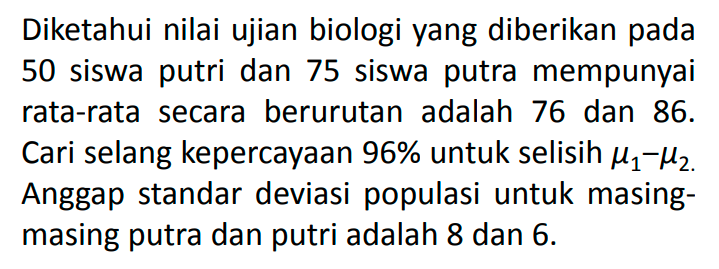 Diketahui nilai ujian biologi yang diberikan pada
50 siswa putri dan 75 siswa putra mempunyai
rata-rata secara berurutan adalah 76 dan 86.
Cari selang kepercayaan 96% untuk selisih μ₁–μ₂.
Anggap standar deviasi populasi untuk masing-
masing putra dan putri adalah 8 dan 6.